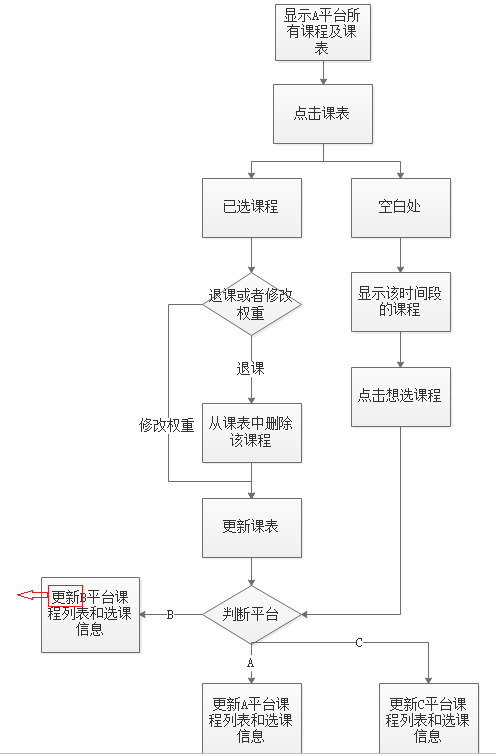 显示A平台所
有课程及课
表
点击课表
已选课程
空白处
退课或者修改
权重
显示该时间段
的课程
退课
点击想选课程
修改权重
从课表中删除
该课程
更新课表
更新B平台课
程列表和选课
信息
B
判断平台
C
A
更新A平台课
程列表和选课
信息
更新C平台课
程列表和选课
信息